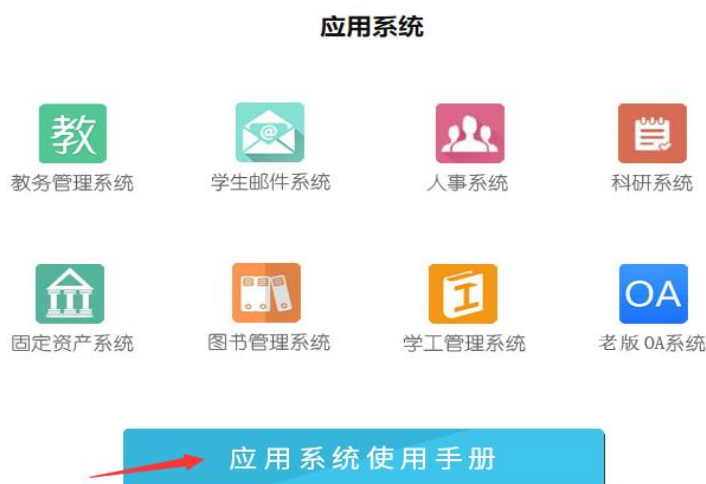 应用系统
教
@
教务管理系统 学生邮件系统 人事系统 科研系统
工 OA
固定资产系统 图书管理系统 学工管理系统 老版OA系统
应用系统使用手册